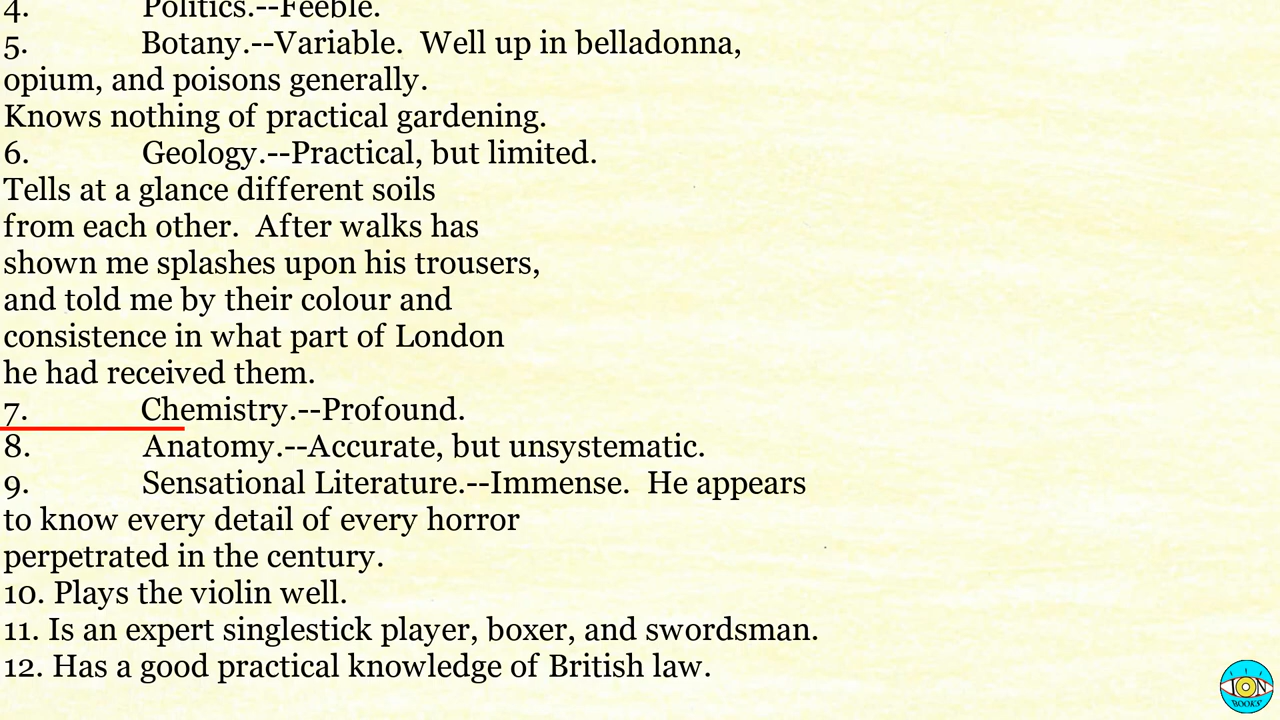 4. Politics.--Feeble.
5. Botany.--Variable. Well up in belladonna,
opium, and poisons generally.
Knows nothing of practical gardening.
6. Geology.--Practical, but limited.
Tells at a glance different soils
from each other. After walks has
shown me splashes upon his trousers,
and told me by their colour and
consistence in what part of London
he had received them.
7. Chemistry.--Profound.
8. Anatomy.--Accurate, but unsystematic.
9. Sensational Literature.--Immense. He appears
to know every detail of every horror
perpetrated in the century.
10. Plays the violin well.
11. Is an expert singlestick player, boxer, and swordsman.
12. Has a good practical knowledge of British law.
ION
BOOKS